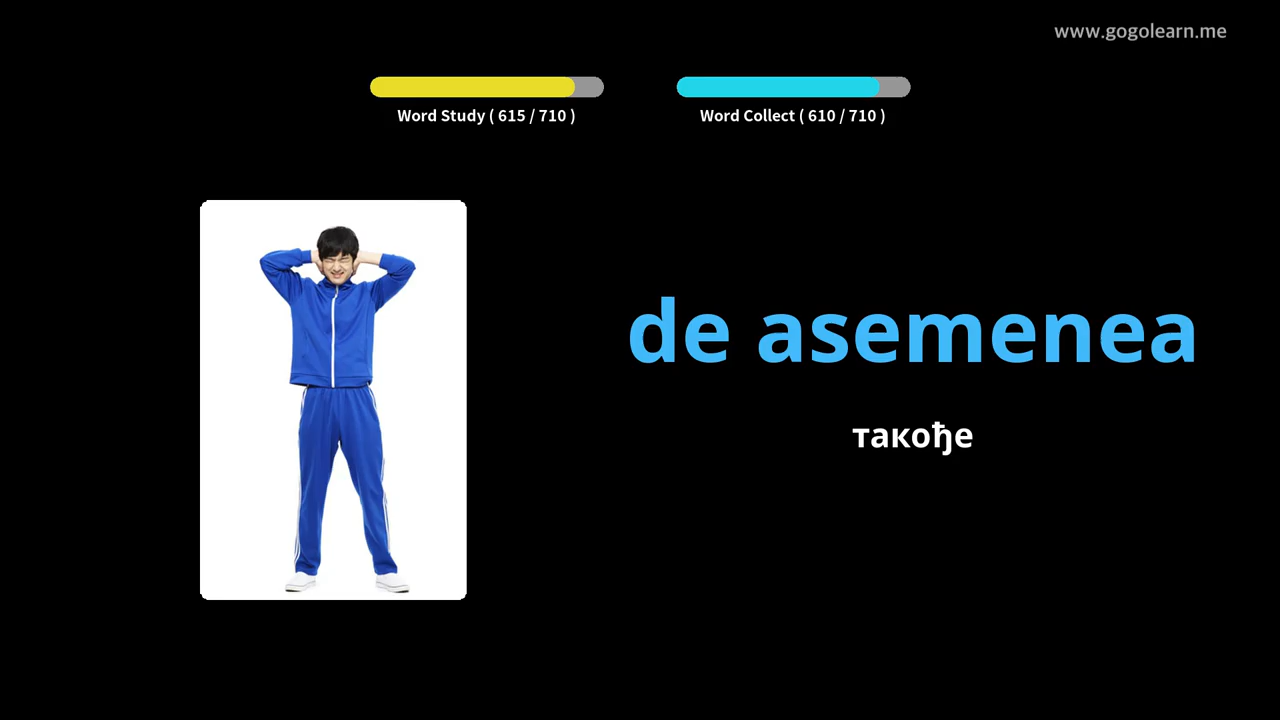 www.gogolearn.me
Word Study ( 615 / 710 )
Word Collect ( 610 / 710 )
de asemenea
такође